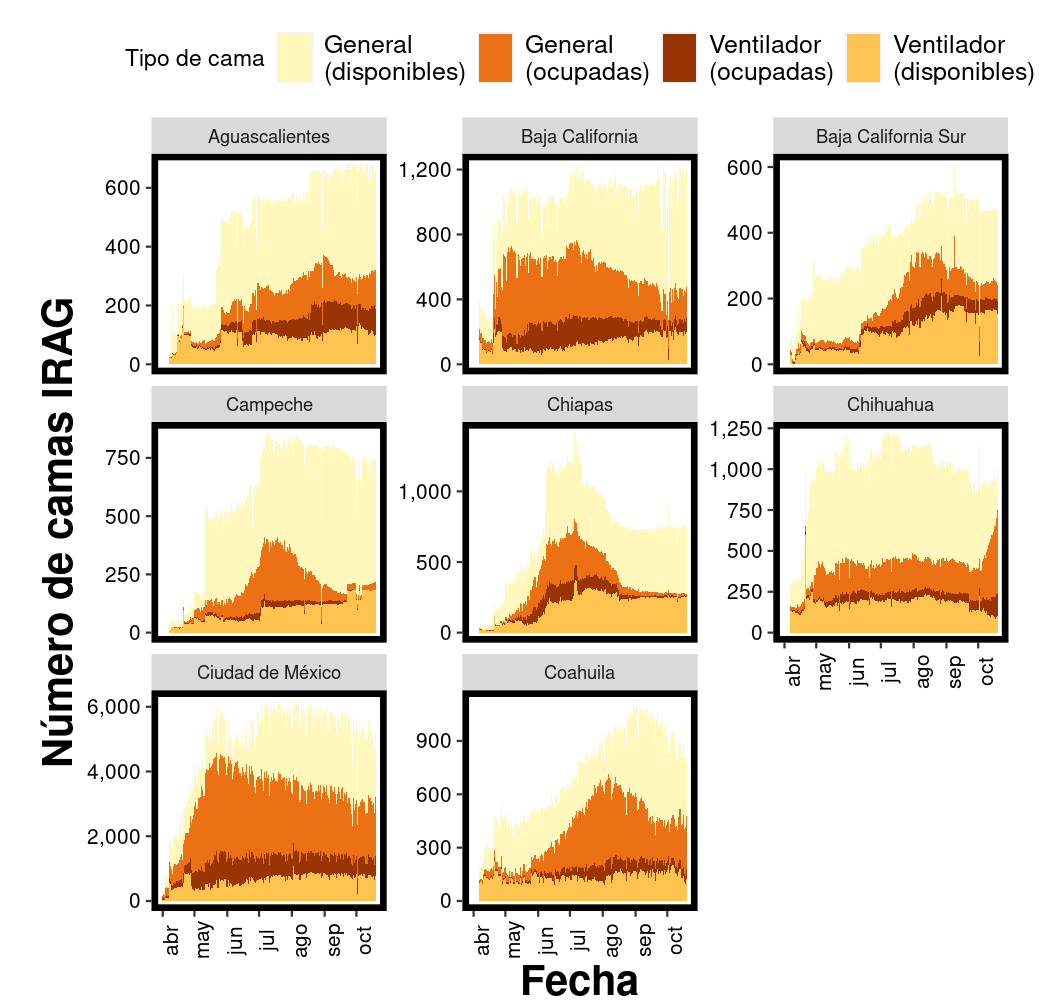 Tipo de cama
General
(disponibles)
General
(ocupadas)
Ventilador
(ocupadas)
Ventilador
(disponibles)
Número de camas IRAG
Aguascalientes
600
400
200
0
Baja California
1,200
800
400
0
Baja California Sur
600
400
200
0
Campeche
750
500
250
0
Chiapas
1,000
500
0
Chihuahua
1,250
1,000
750
500
250
0
abr
may
jun
jul
ago
sep
oct
Ciudad de México
6,000
4,000
2,000
0
abr
may
jun
jul
ago
sep
oct
Coahuila
900
600
300
0
abr
may
jun
jul
ago
sep
oct
Fecha